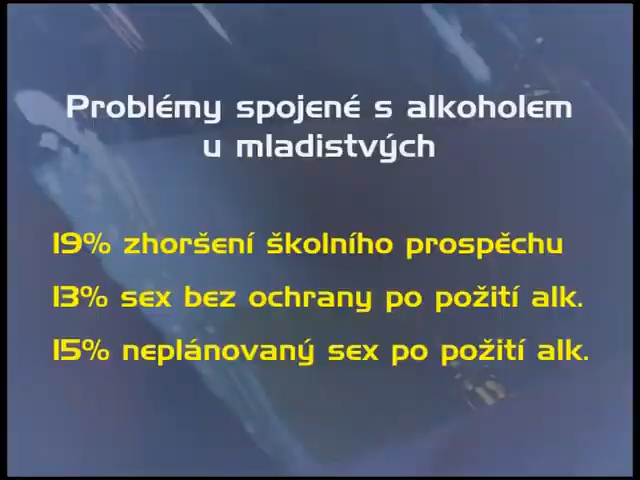 Problémy spojené s alkoholem
u mladistvých
19% zhoršení školního prospěchu
13% sex bez ochrany po požití alk.
15% neplánovaný sex po požití alk.